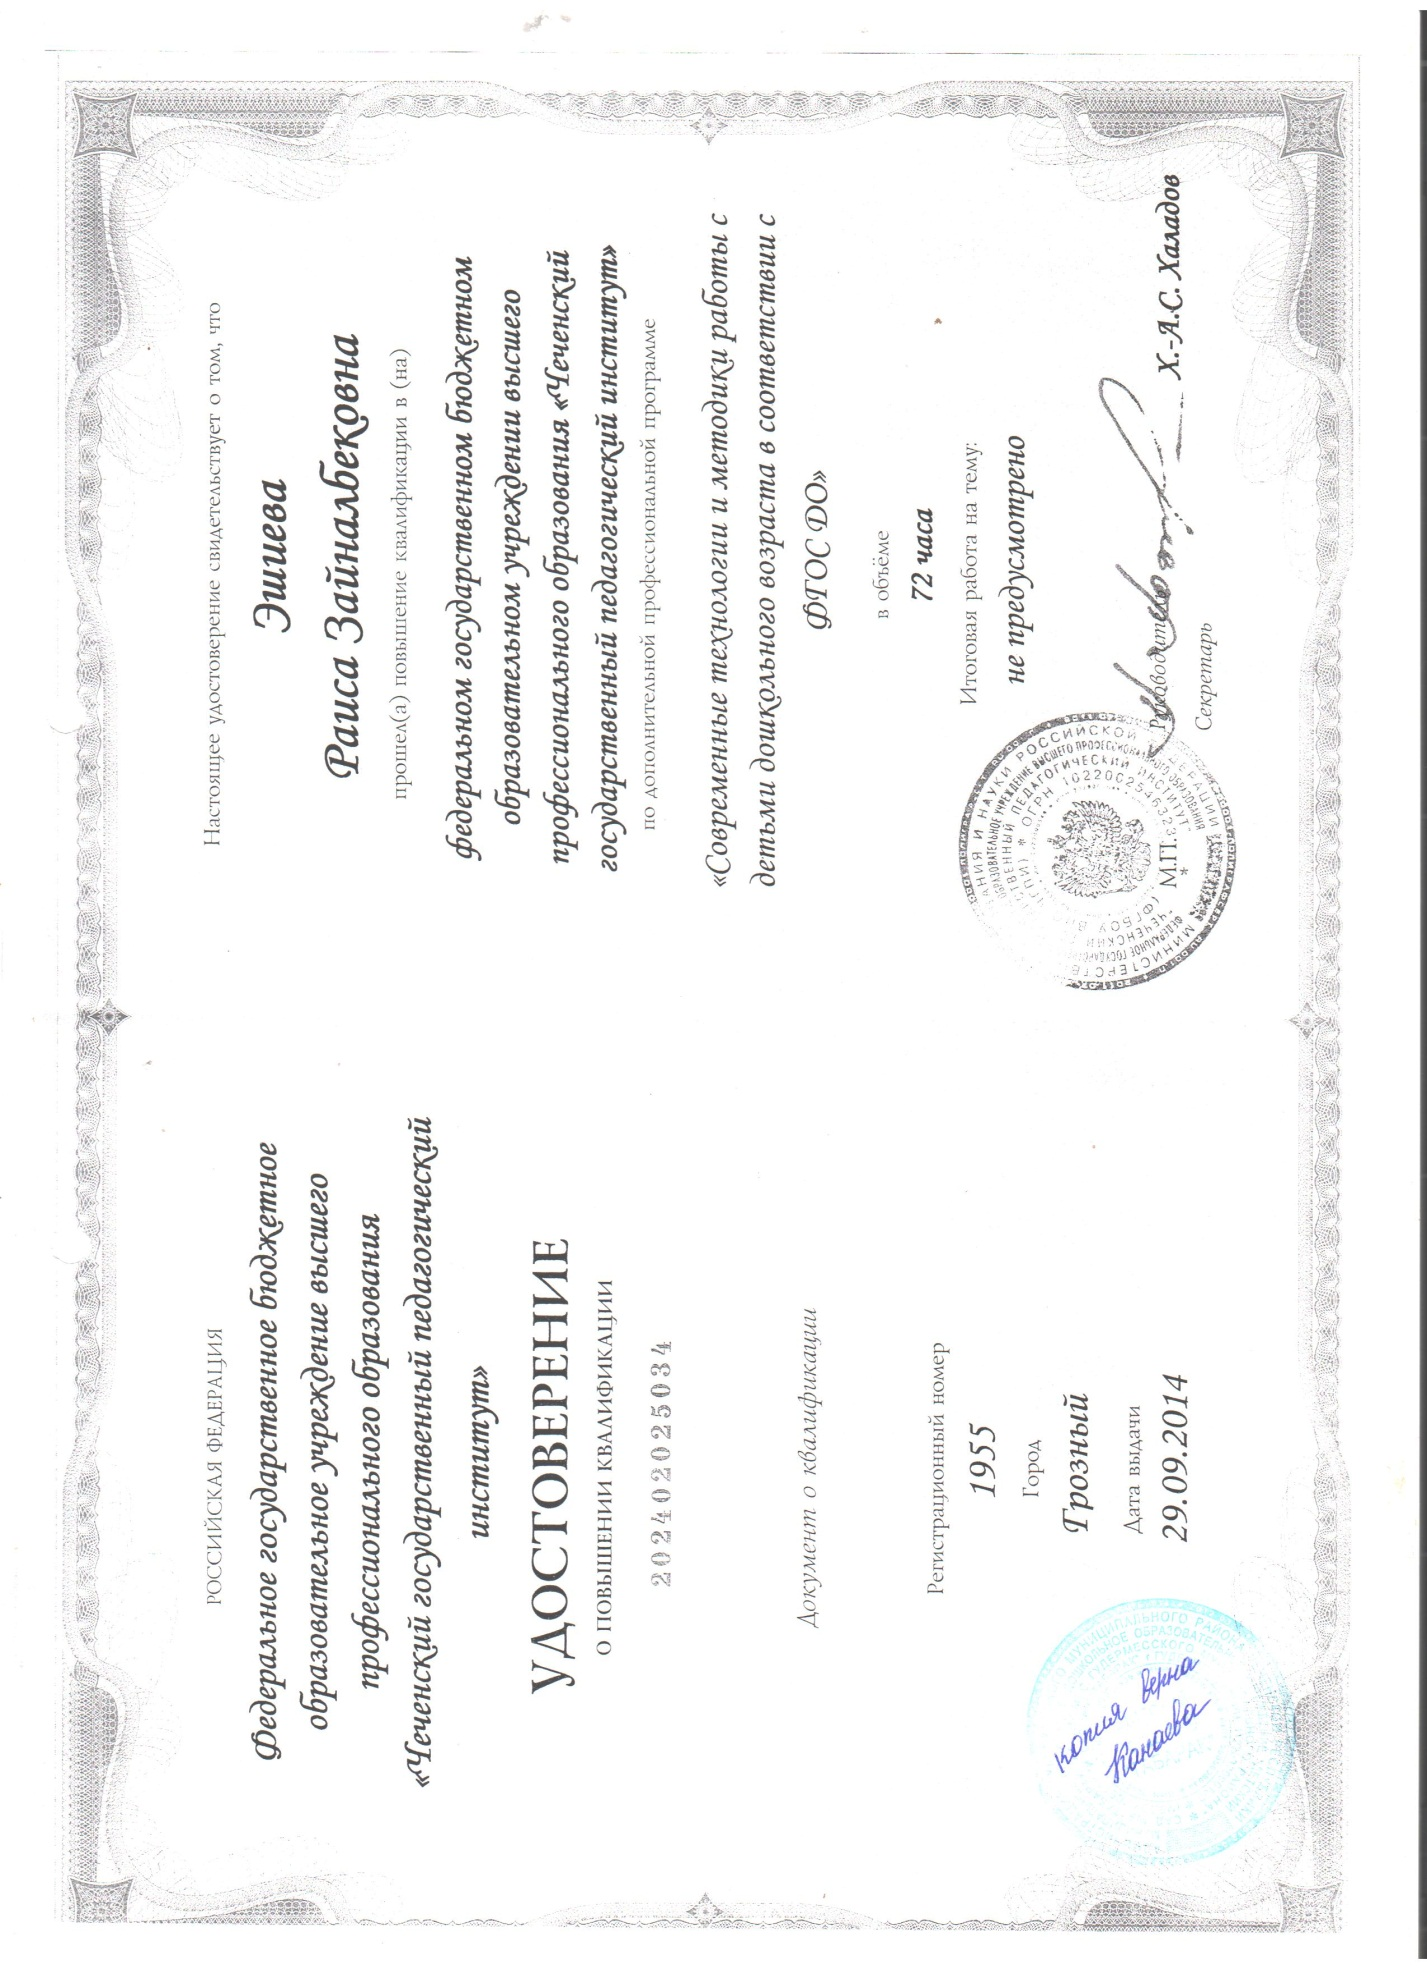 РОССИЙСКАЯ ФЕДЕРАЦИЯ
Федеральное государственное бюджетное
образовательное учреждение высшего
профессионального образования
«Чеченский государственный педагогический
институт»
УДОСТОВЕРЕНИЕ
О ПОВЫШЕНИИ КВАЛИФИКАЦИИ
202402025034
Документ о квалификации
Регистрационный номер
1955
Город
Грозный
Дата выдачи
29.09.2014
копия верна
Канаева
Настоящее удостоверение свидетельствует о том, что
Эшиева
Раиса Зайналбековна
прошел(а) повышение квалификации в (на)
федеральном государственном бюджетном
образовательном учреждении высшего
профессионального образования «Чеченский
государственный педагогический институт»
по дополнительной профессиональной программе
«Современные технологии и методики работы с
детьми дошкольного возраста в соответствии с
ФГОС ДО»
в объёме
72 часа
Итоговая работа на тему:
не предусмотрено
Руководитель
Х.-А.С. Халадов
Секретарь
М.П.